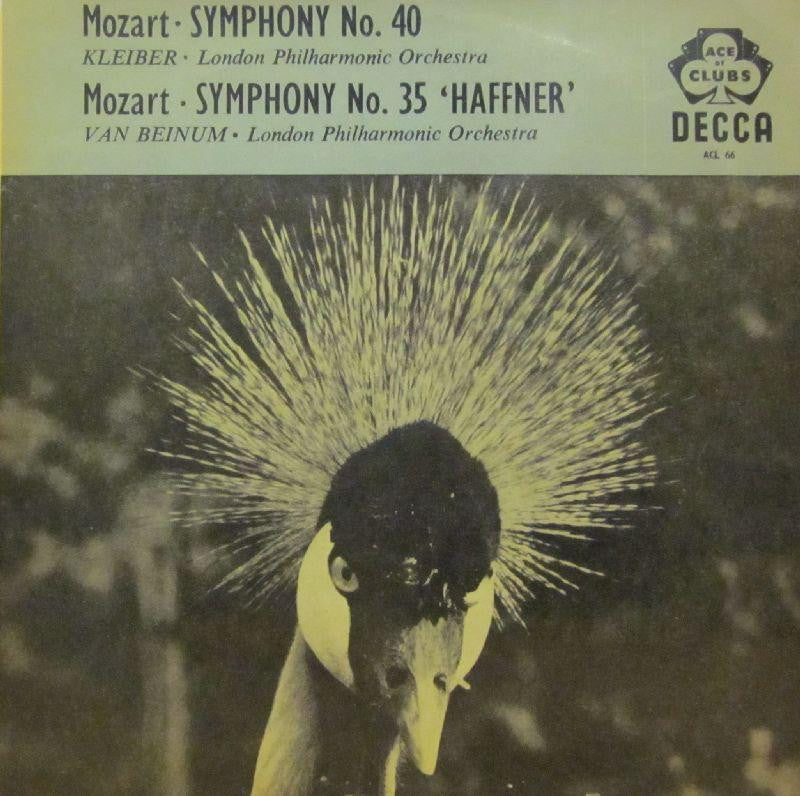 Mozart · SYMPHONY No. 40
KLEIBER · London Philharmonic Orchestra
Mozart · SYMPHONY No. 35 ‘HAFFNER’
VAN BEINUM · London Philharmonic Orchestra
ACE
OF
CLUBS
DECCA
ACL 66